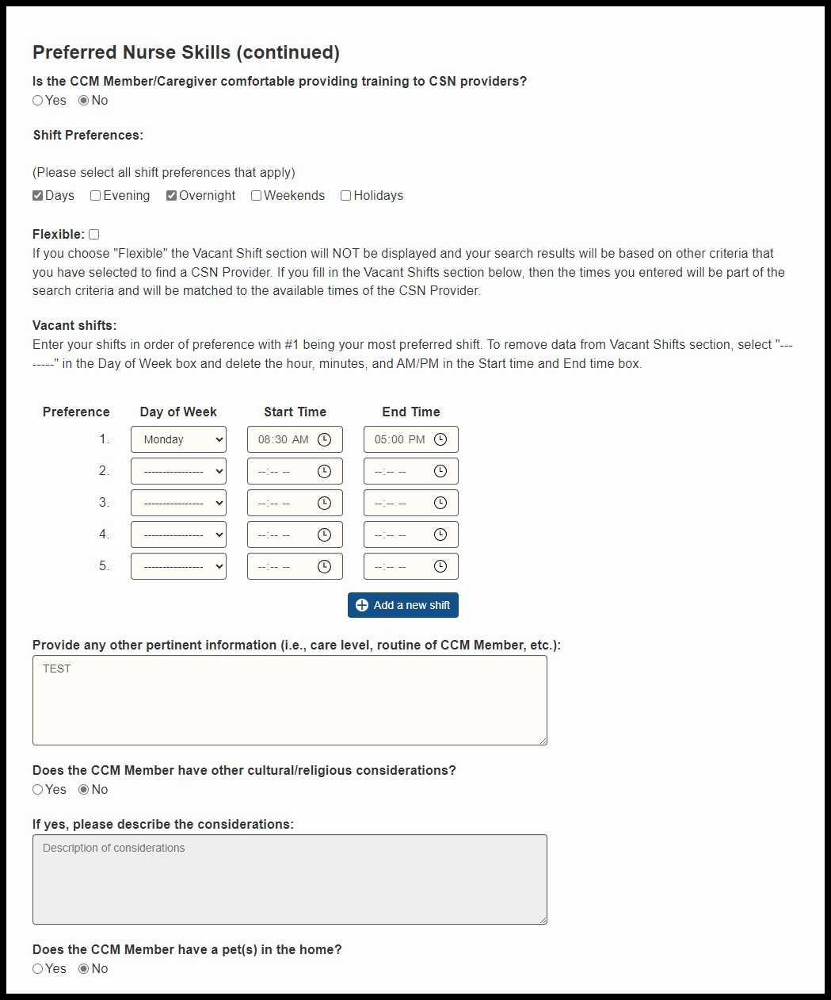 Preferred Nurse Skills (continued)
Is the CCM Member/Caregiver comfortable providing training to CSN providers?
Yes No
Shift Preferences:
(Please select all shift preferences that apply)
Days Evening Overnight Weekends Holidays
Flexible:
If you choose "Flexible" the Vacant Shift section will NOT be displayed and your search results will be based on other criteria that
you have selected to find a CSN Provider. If you fill in the Vacant Shifts section below, then the times you entered will be part of the
search criteria and will be matched to the available times of the CSN Provider.
Vacant shifts:
Enter your shifts in order of preference with #1 being your most preferred shift. To remove data from Vacant Shifts section, select "---
-----" in the Day of Week box and delete the hour, minutes, and AM/PM in the Start time and End time box.
Preference Day of Week Start Time End Time
1. Monday 08:30 AM 05:00 PM
2. ---------------- --:-- -- --:-- --
3. ---------------- --:-- -- --:-- --
4. ---------------- --:-- -- --:-- --
5. ---------------- --:-- -- --:-- --
Add a new shift
Provide any other pertinent information (i.e., care level, routine of CCM Member, etc.):
TEST
Does the CCM Member have other cultural/religious considerations?
Yes No
If yes, please describe the considerations:
Description of considerations
Does the CCM Member have a pet(s) in the home?
Yes No